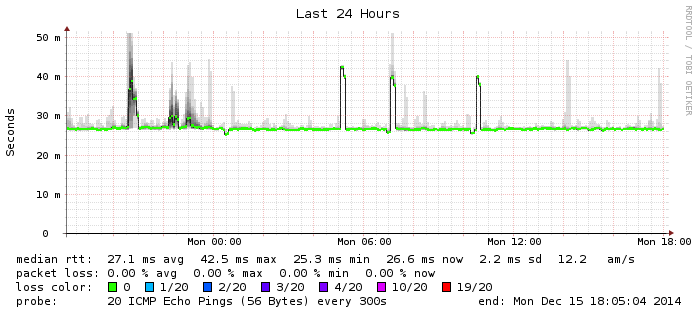 Last 24 Hours
RRDTOOL / TOBI OETIKER
Seconds
50 m
40 m
30 m
20 m
10 m
0
Mon 00:00 Mon 06:00 Mon 12:00 Mon 18:00
median rtt: 27.1 ms avg 42.5 ms max 25.3 ms min 26.6 ms now 2.2 ms sd 12.2 am/s
packet loss: 0.00 % avg 0.00 % max 0.00 % min 0.00 % now
loss color: 0 1/20 2/20 3/20 4/20 10/20 19/20
probe: 20 ICMP Echo Pings (56 Bytes) every 300s end: Mon Dec 15 18:05:04 2014